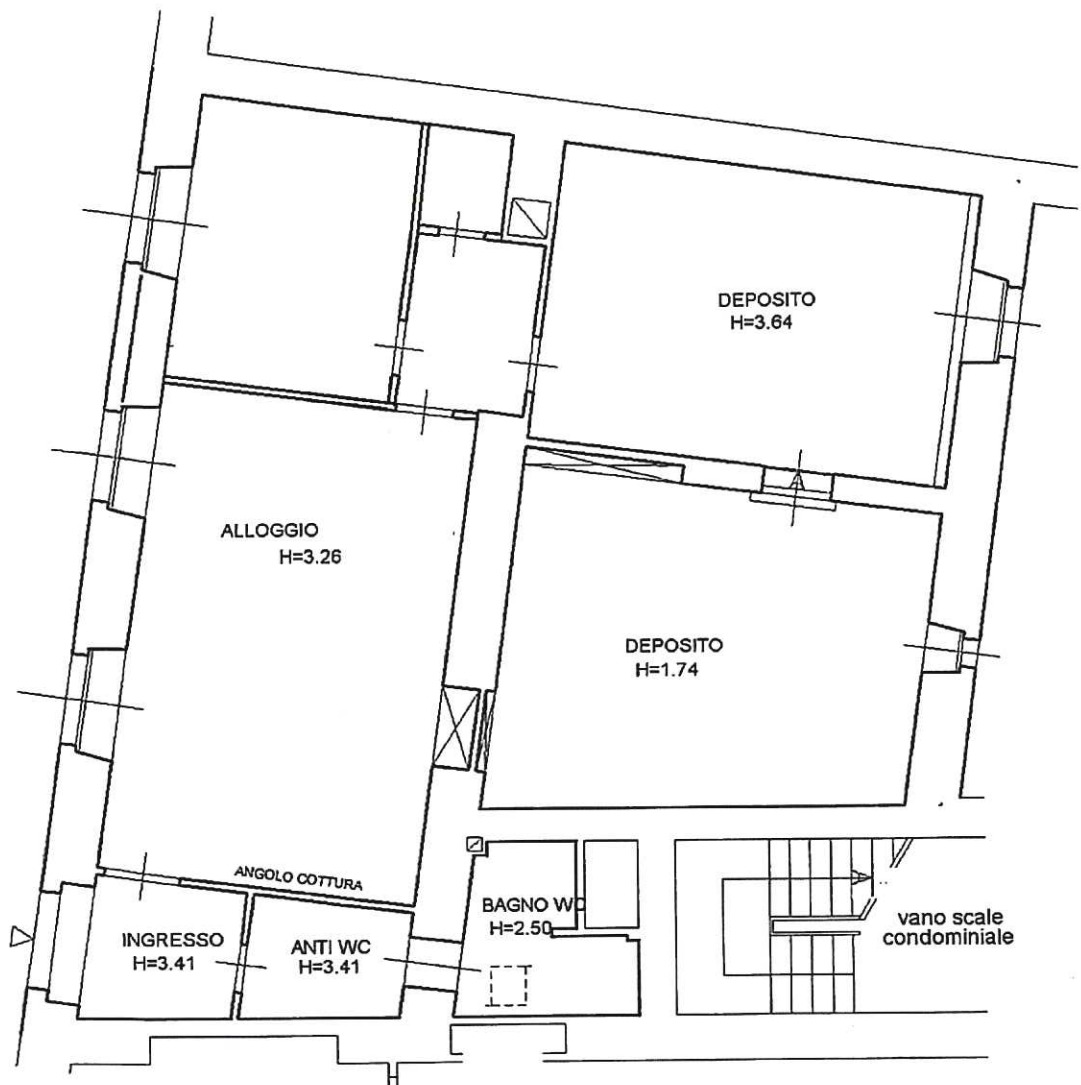 DEPOSITO
H=3.64
ALLOGGIO
H=3.26
DEPOSITO
H=1.74
ANGOLO COTTURA
INGRESSO
H=3.41
ANTI WC
H=3.41
BAGNO WC
H=2.50
vano scale
condominiale